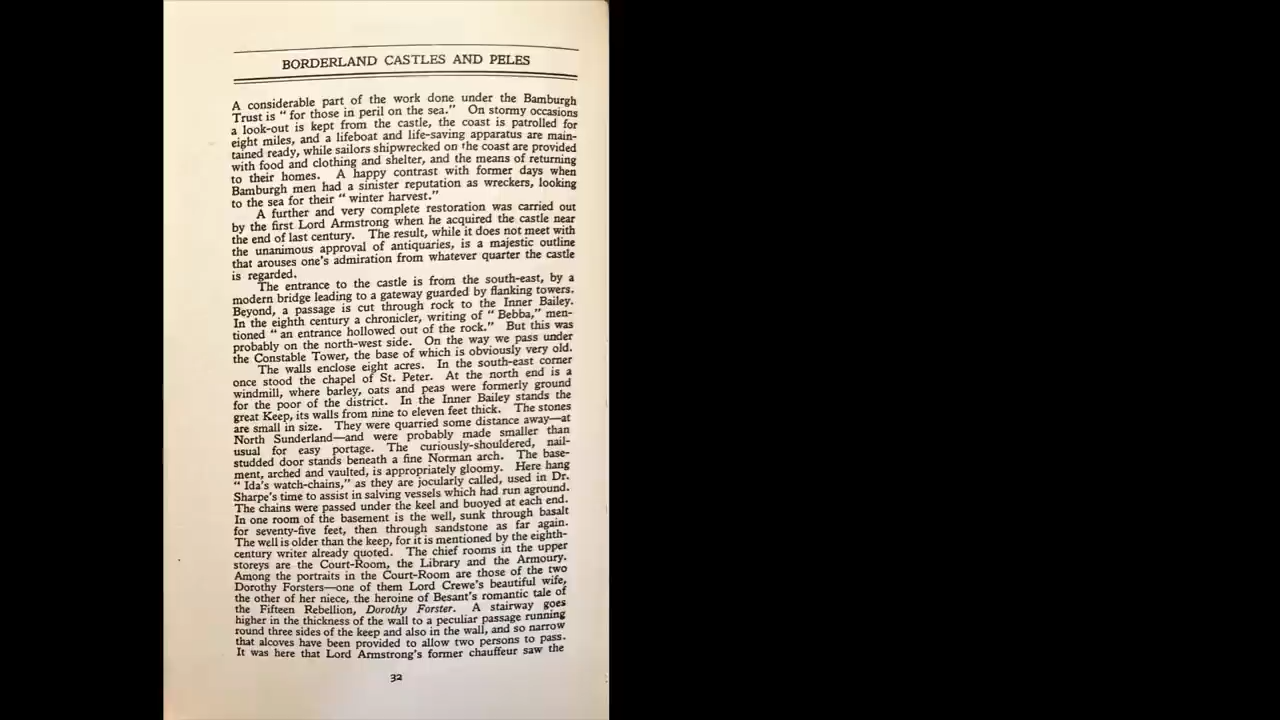 BORDERLAND CASTLES AND PELES
A considerable part of the work done under the Bamburgh
Trust is “ for those in peril on the sea.” On stormy occasions
a look-out is kept from the castle, the coast is patrolled for
eight miles, and a lifeboat and life-saving apparatus are main-
tained ready, while sailors shipwrecked on the coast are provided
with food and clothing and shelter, and the means of returning
to their homes. A happy contrast with former days when
Bamburgh men had a sinister reputation as wreckers, looking
to the sea for their “ winter harvest.”
A further and very complete restoration was carried out
by the first Lord Armstrong when he acquired the castle near
the end of last century. The result, while it does not meet with
the unanimous approval of antiquaries, is a majestic outline
that arouses one’s admiration from whatever quarter the castle
is regarded.
The entrance to the castle is from the south-east, by a
modern bridge leading to a gateway guarded by flanking towers.
Beyond, a passage is cut through rock to the Inner Bailey.
In the eighth century a chronicler, writing of “ Bebba,” men-
tioned “ an entrance hollowed out of the rock.” But this was
probably on the north-west side. On the way we pass under
the Constable Tower, the base of which is obviously very old.
The walls enclose eight acres. In the south-east corner
once stood the chapel of St. Peter. At the north end is a
windmill, where barley, oats and peas were formerly ground
for the poor of the district. In the Inner Bailey stands the
great Keep, its walls from nine to eleven feet thick. The stones
are small in size. They were quarried some distance away—at
North Sunderland—and were probably made smaller than
usual for easy portage. The curiously-shouldered, nail-
studded door stands beneath a fine Norman arch. The base-
ment, arched and vaulted, is appropriately gloomy. Here hang
“ Ida’s watch-chains,” as they are jocularly called, used in Dr.
Sharpe’s time to assist in salving vessels which had run aground.
The chains were passed under the keel and buoyed at each end.
In one room of the basement is the well, sunk through basalt
for seventy-five feet, then through sandstone as far again.
The well is older than the keep, for it is mentioned by the eighth-
century writer already quoted. The chief rooms in the upper
storeys are the Court-Room, the Library and the Armoury.
Among the portraits in the Court-Room are those of the two
Dorothy Forsters—one of them Lord Crewe’s beautiful wife,
the other of her niece, the heroine of Besant’s romantic tale of
the Fifteen Rebellion, Dorothy Forster. A stairway goes
higher in the thickness of the wall to a peculiar passage running
round three sides of the keep and also in the wall, and so narrow
that alcoves have been provided to allow two persons to pass.
It was here that Lord Armstrong’s former chauffeur saw the
32